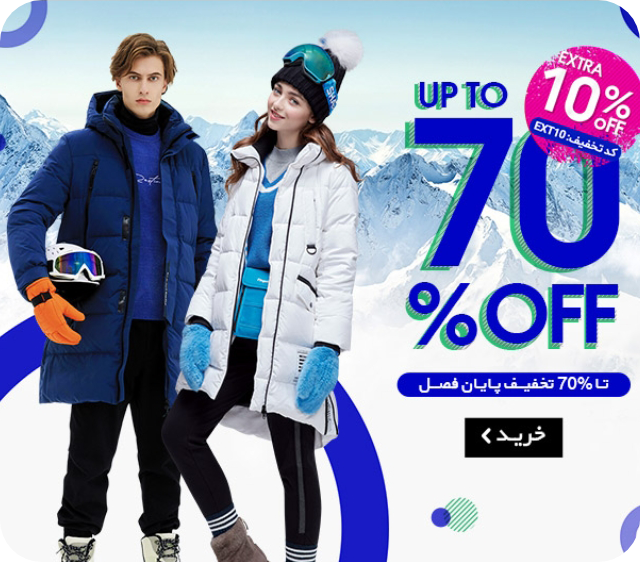 UP TO
70
%OFF
EXTRA
10%
OFF
کد تخفیف: EXT10
تا 70% تخفیف پایان فصل
خرید >